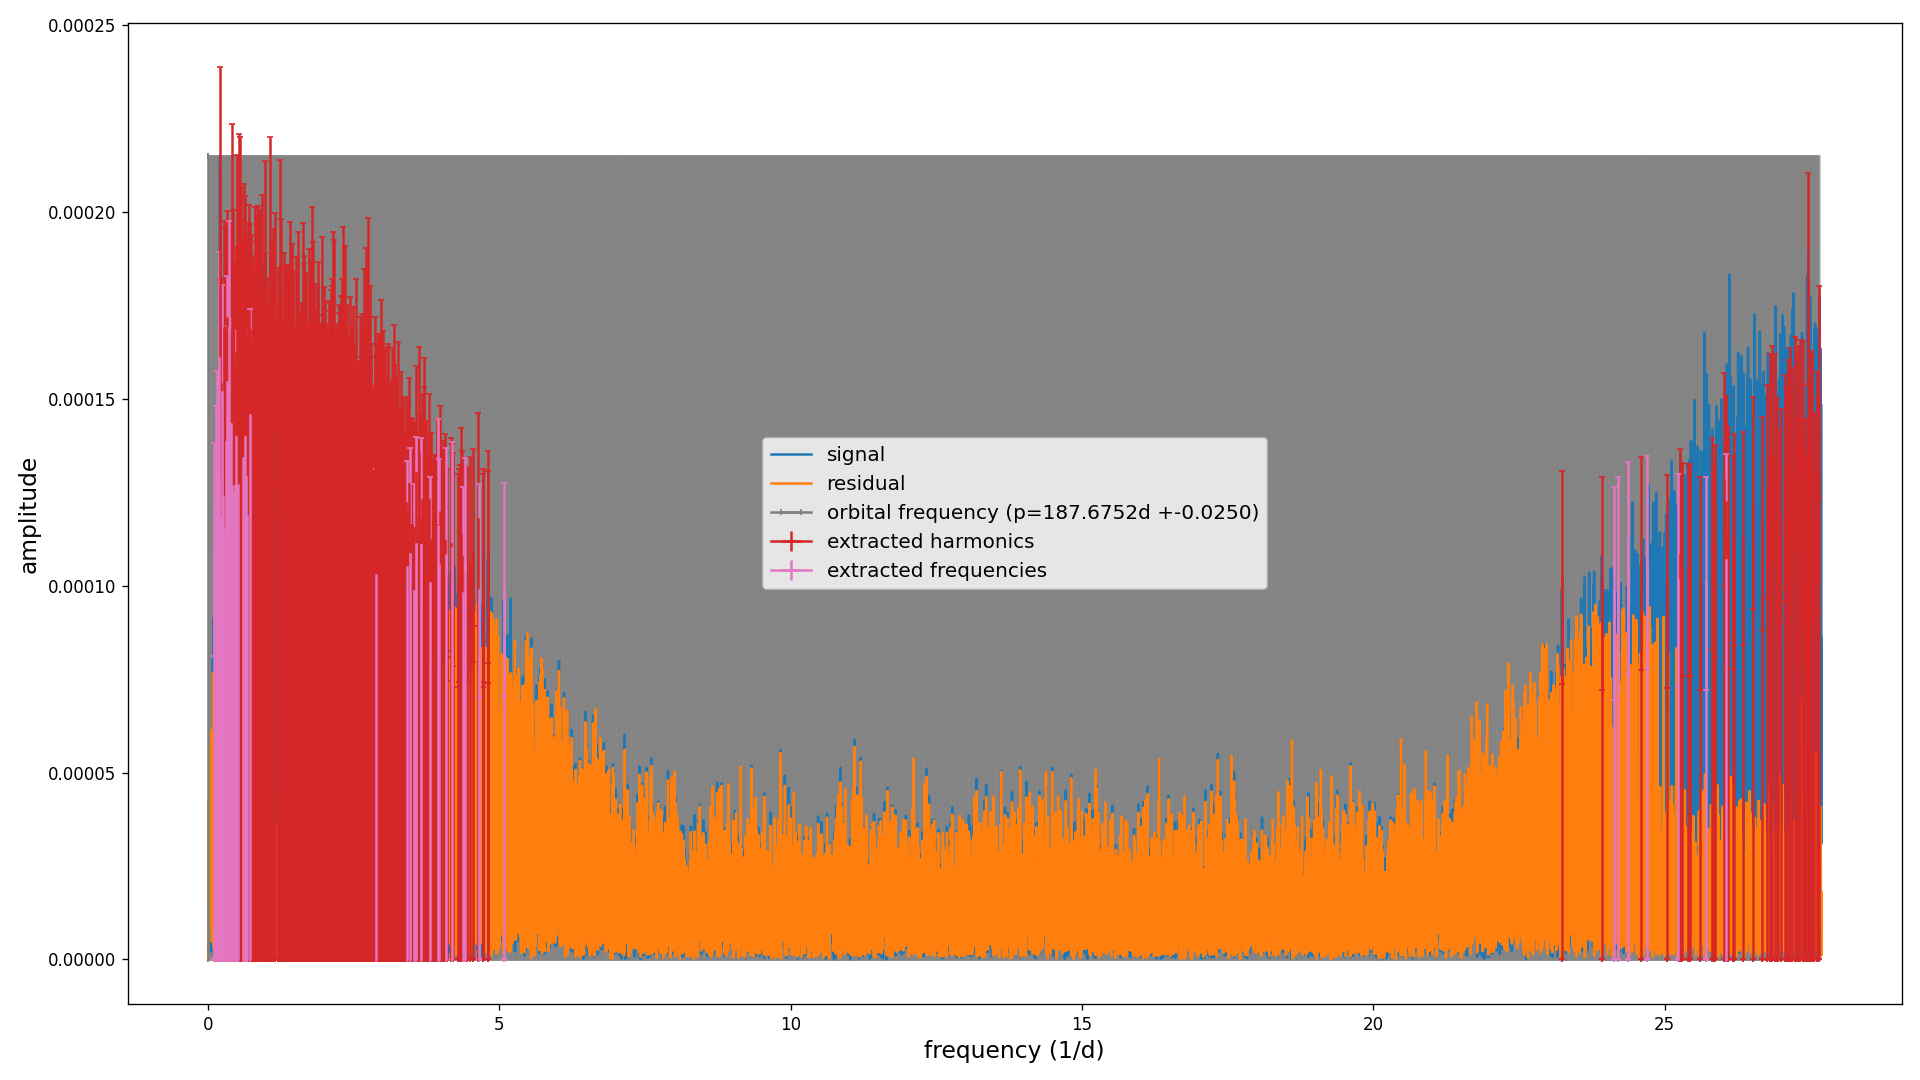 0.00025
0.00020
0.00015
0.00010
0.00005
0.00000
amplitude
signal
residual
orbital frequency (p=187.6752d +-0.0250)
extracted harmonics
extracted frequencies
0 5 10 15 20 25
frequency (1/d)